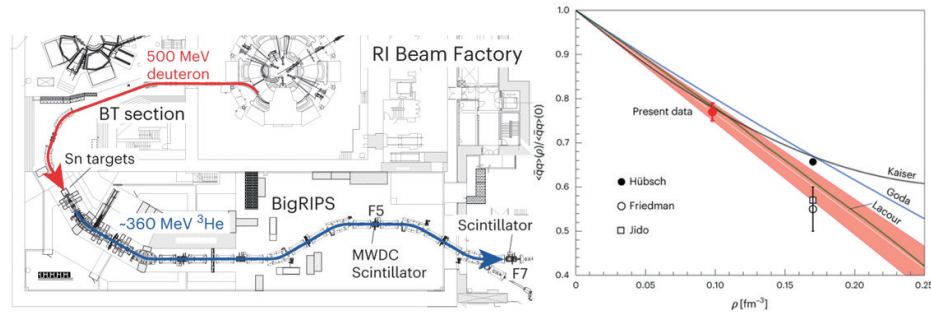 500 MeV
deuteron
RI Beam Factory
BT section
Sn targets
~360 MeV ³He
BigRIPS
F5
MWDC
Scintillator
Scintillator
F7
<q̄q>(ρ)/<q̄q>(0)
1.0
0.9
0.8
0.7
0.6
0.5
0.4
Present data
Kaiser
Goda
Lacour
Hübsch
Friedman
Jido
0
0.05
0.10
0.15
0.20
0.25
ρ [fm⁻³]